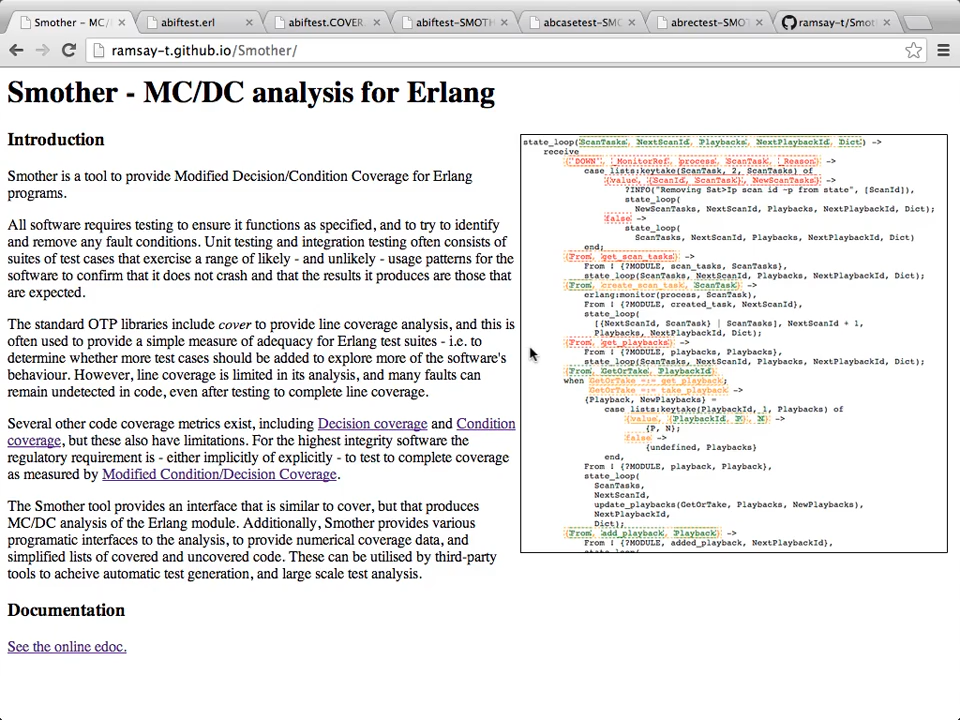 Smother - MC/
abiftest.erl
abiftest.COVER.
abiftest-SMOTH
abcasetest-SMO
abrectest-SMOT
ramsay-t/Smot
ramsay-t.github.io/Smother/
Smother - MC/DC analysis for Erlang
Introduction
Smother is a tool to provide Modified Decision/Condition Coverage for Erlang
programs.
All software requires testing to ensure it functions as specified, and to try to identify
and remove any fault conditions. Unit testing and integration testing often consists of
suites of test cases that exercise a range of likely - and unlikely - usage patterns for the
software to confirm that it does not crash and that the results it produces are those that
are expected.
The standard OTP libraries include cover to provide line coverage analysis, and this is
often used to provide a simple measure of adequacy for Erlang test suites - i.e. to
determine whether more test cases should be added to explore more of the software's
behaviour. However, line coverage is limited in its analysis, and many faults can
remain undetected in code, even after testing to complete line coverage.
Several other code coverage metrics exist, including Decision coverage and Condition
coverage, but these also have limitations. For the highest integrity software the
regulatory requirement is - either implicitly of explicitly - to test to complete coverage
as measured by Modified Condition/Decision Coverage.
The Smother tool provides an interface that is similar to cover, but that produces
MC/DC analysis of the Erlang module. Additionally, Smother provides various
programatic interfaces to the analysis, to provide numerical coverage data, and
simplified lists of covered and uncovered code. These can be utilised by third-party
tools to acheive automatic test generation, and large scale test analysis.
Documentation
See the online edoc.
state_loop(ScanTasks, NextScanId, Playbacks, NextPlaybackId, Dict) ->
receive
{'DOWN', _MonitorRef, process, ScanTask, _Reason} ->
case lists:keytake(ScanTask, 2, ScanTasks) of
{value, {ScanId, ScanTask}, NewScanTasks} ->
?INFO("Removing Sat>Ip scan id ~p from state", [ScanId]),
state_loop(
NewScanTasks, NextScanId, Playbacks, NextPlaybackId, Dict);
false ->
state_loop(
ScanTasks, NextScanId, Playbacks, NextPlaybackId, Dict)
end;
{From, get_scan_tasks} ->
From ! {?MODULE, scan_tasks, ScanTasks},
state_loop(ScanTasks, NextScanId, Playbacks, NextPlaybackId, Dict);
{From, create_scan_task, ScanTask} ->
erlang:monitor(process, ScanTask),
From ! {?MODULE, created_task, NextScanId},
state_loop(
[{NextScanId, ScanTask} | ScanTasks], NextScanId + 1,
Playbacks, NextPlaybackId, Dict);
{From, get_playbacks} ->
From ! {?MODULE, playbacks, Playbacks},
state_loop(ScanTasks, NextScanId, Playbacks, NextPlaybackId, Dict);
{From, GetOrTake, PlaybackId}
when GetOrTake =:= get_playback;
GetOrTake =:= take_playback ->
{Playback, NewPlaybacks} =
case lists:keytake(PlaybackId, 1, Playbacks) of
{value, {PlaybackId, P}, N} ->
{P, N};
false ->
{undefined, Playbacks}
end,
From ! {?MODULE, playback, Playback},
state_loop(
ScanTasks,
NextScanId,
update_playbacks(GetOrTake, Playbacks, NewPlaybacks),
NextPlaybackId,
Dict);
{From, add_playback, Playback} ->
From ! {?MODULE, added_playback, NextPlaybackId},